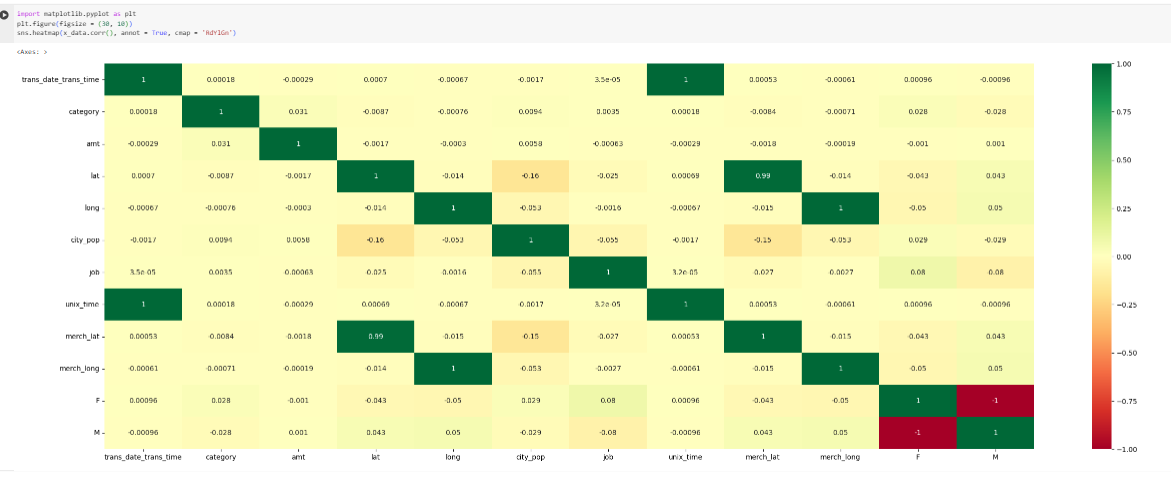 import matplotlib.pyplot as plt
plt.figure(figsize = (30, 10))
sns.heatmap(x_data.corr(), annot = True, cmap = 'RdYlGn')
<Axes: >
trans_date_trans_time 1 0.00018 -0.00029 0.0007 -0.00067 -0.0017 3.5e-05 1 0.00053 -0.00061 0.00096 -0.00096
category 0.00018 1 0.031 -0.0087 -0.00076 0.0094 0.0035 0.00018 -0.0084 -0.00071 0.028 -0.028
amt -0.00029 0.031 1 -0.0017 -0.0003 0.0058 -0.00063 -0.00029 -0.0018 -0.00019 -0.001 0.001
lat 0.0007 -0.0087 -0.0017 1 -0.014 -0.16 -0.025 0.00069 0.99 -0.014 -0.043 0.043
long -0.00067 -0.00076 -0.0003 -0.014 1 -0.053 -0.0016 -0.00067 -0.015 1 -0.05 0.05
city_pop -0.0017 0.0094 0.0058 -0.16 -0.053 1 -0.055 -0.0017 -0.15 -0.053 0.029 -0.029
job 3.5e-05 0.0035 -0.00063 -0.025 -0.0016 -0.055 1 3.2e-05 -0.027 -0.0027 0.08 -0.08
unix_time 1 0.00018 -0.00029 0.00069 -0.00067 -0.0017 3.2e-05 1 0.00053 -0.00061 0.00096 -0.00096
merch_lat 0.00053 -0.0084 -0.0018 0.99 -0.015 -0.15 -0.027 0.00053 1 -0.015 -0.043 0.043
merch_long -0.00061 -0.00071 -0.00019 -0.014 1 -0.053 -0.0027 -0.00061 -0.015 1 -0.05 0.05
F 0.00096 0.028 -0.001 -0.043 -0.05 0.029 0.08 0.00096 -0.043 -0.05 1 -1
M -0.00096 -0.028 0.001 0.043 0.05 -0.029 -0.08 -0.00096 0.043 0.05 -1 1
trans_date_trans_time category amt lat long city_pop job unix_time merch_lat merch_long F M
1.00
0.75
0.50
0.25
0.00
-0.25
-0.50
-0.75
-1.00